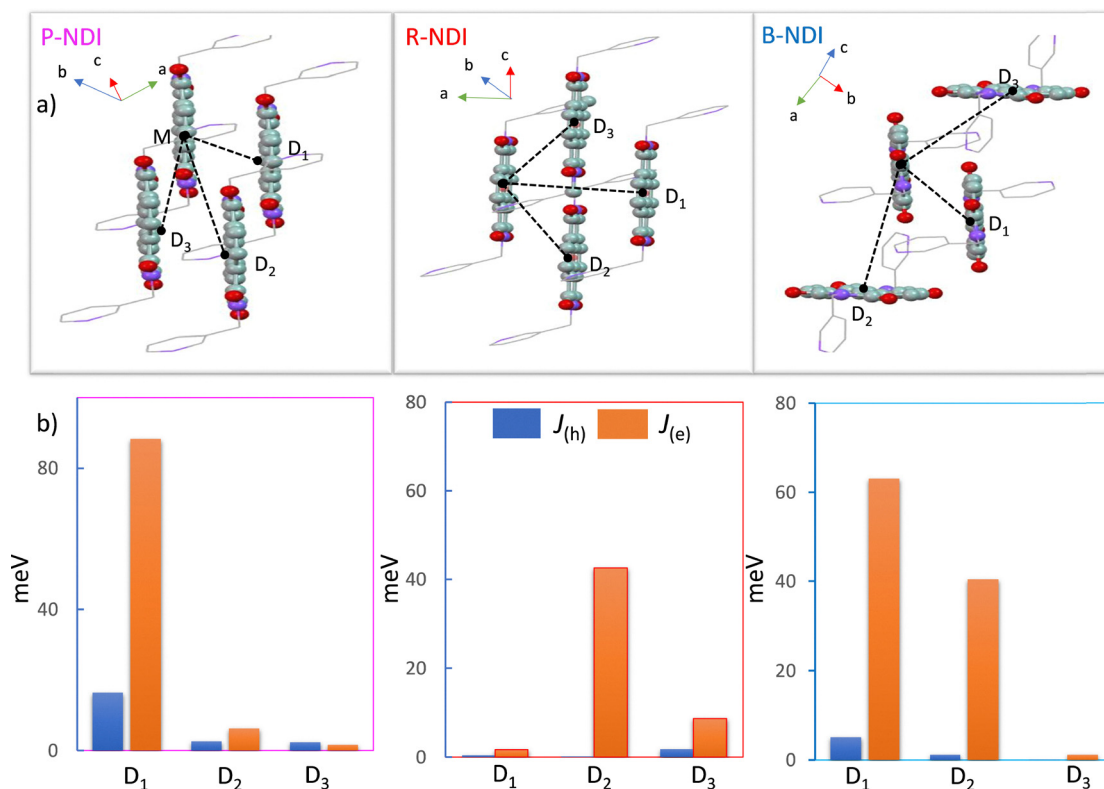 P-NDI
a)
b
c
a
M
D1
D2
D3
R-NDI
a
b
c
D3
D1
D2
B-NDI
a
c
b
D3
D1
D2
b)
meV
80
40
0
D1
D2
D3
J(h)
J(e)
meV
80
60
40
20
0
D1
D2
D3
meV
80
60
40
20
0
D1
D2
D3